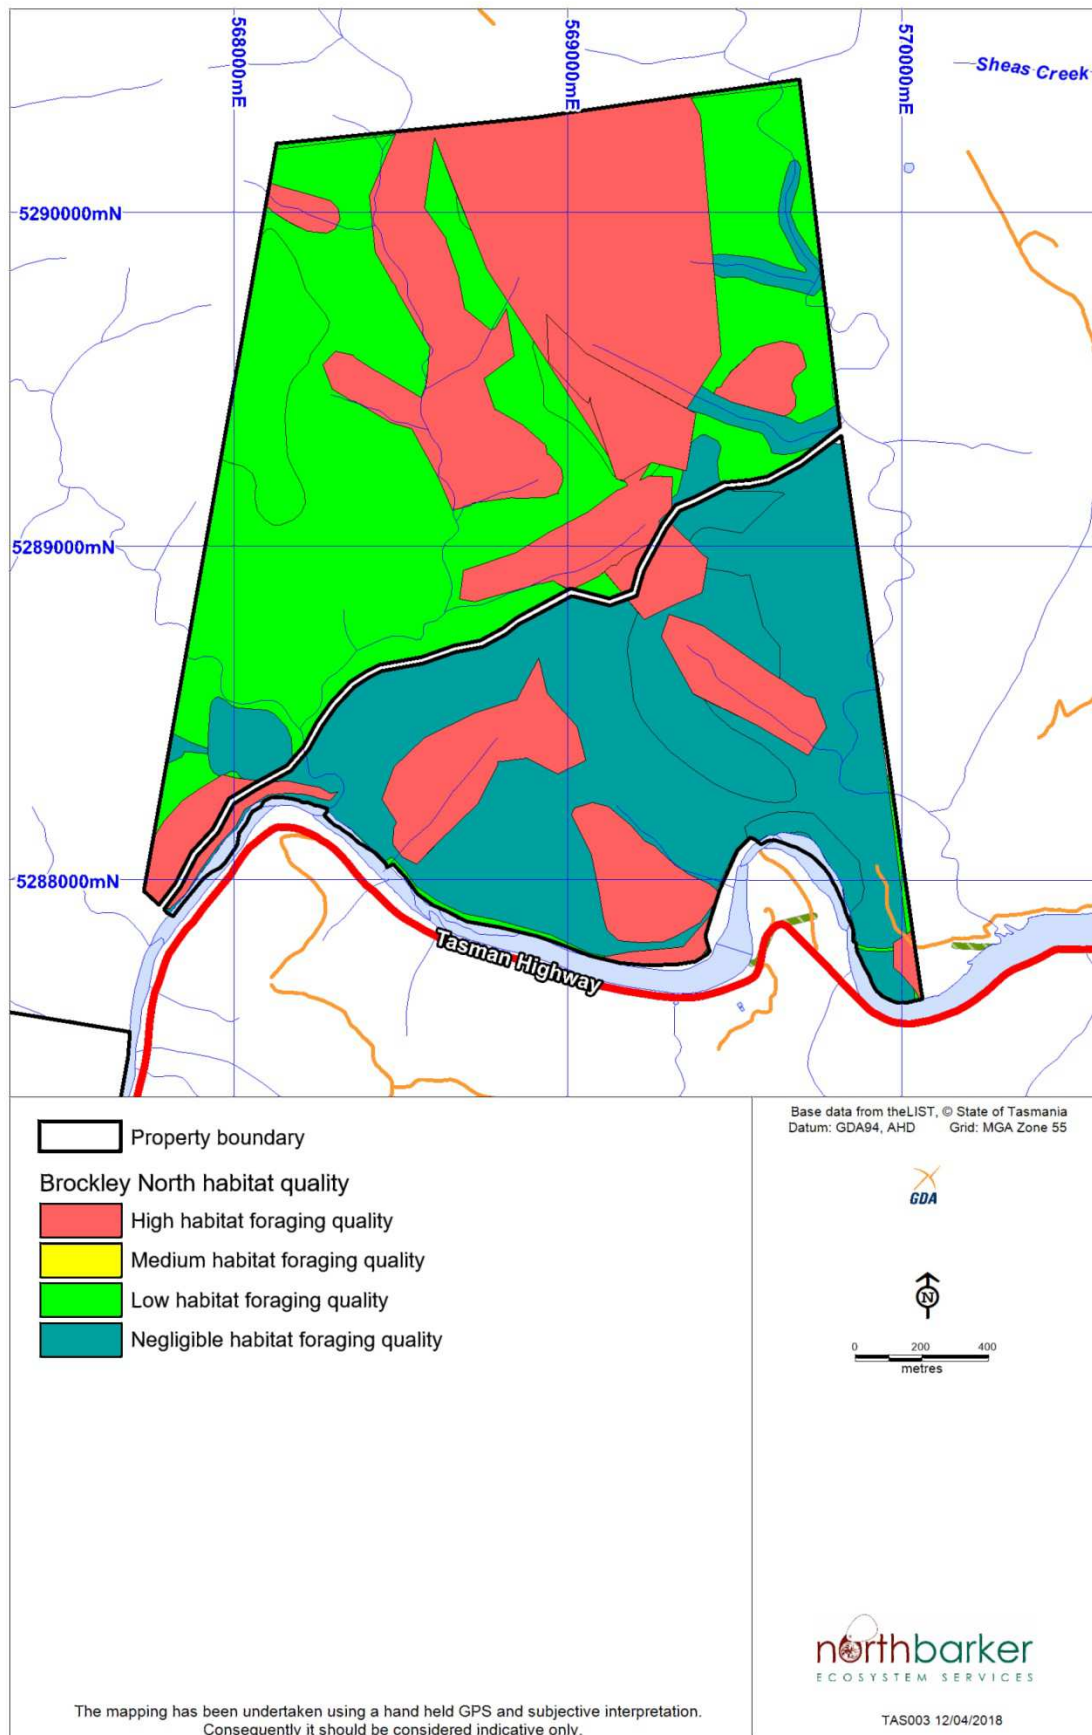 568000mE
569000mE
570000mE
Sheas Creek
5290000mN
5289000mN
5288000mN
Tasman Highway
Property boundary
Brockley North habitat quality
High habitat foraging quality
Medium habitat foraging quality
Low habitat foraging quality
Negligible habitat foraging quality
Base data from theLIST, © State of Tasmania
Datum: GDA94, AHD Grid: MGA Zone 55
GDA
N
0 200 400
metres
northbarker
ECOSYSTEM SERVICES
The mapping has been undertaken using a hand held GPS and subjective interpretation.
Consequently it should be considered indicative only.
TAS003 12/04/2018